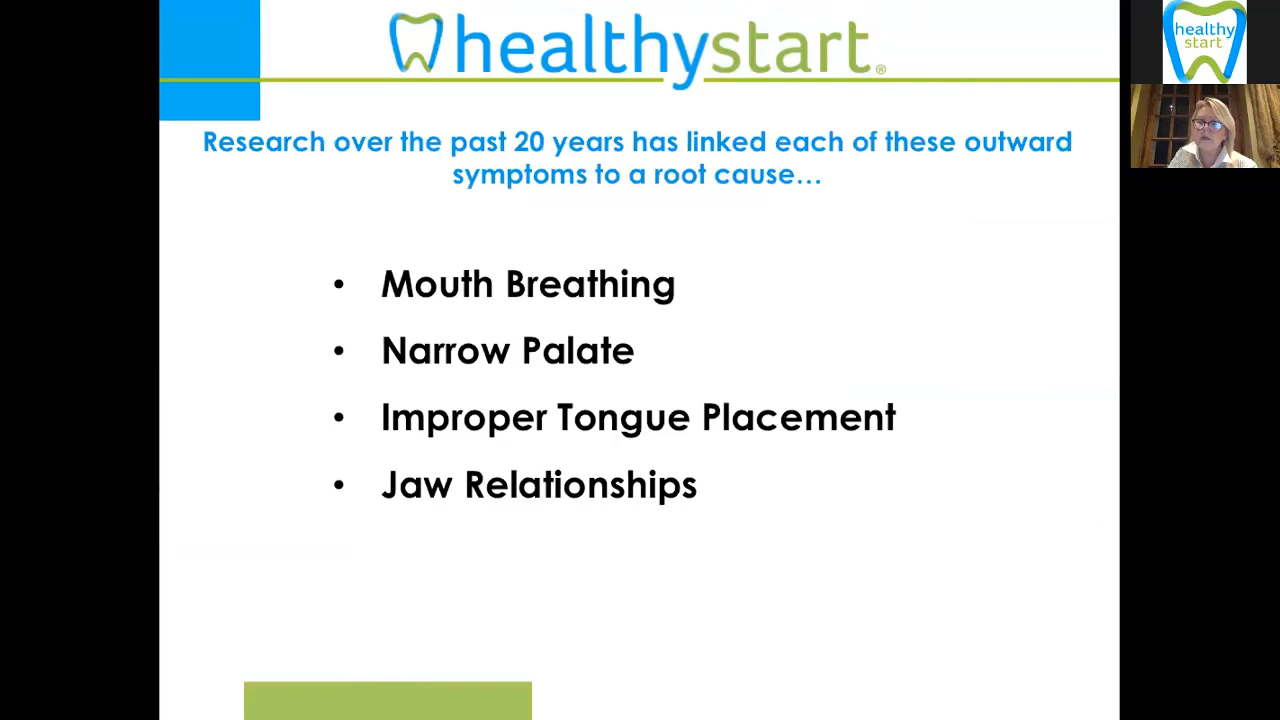 healthystart®
healthy
start
Research over the past 20 years has linked each of these outward
symptoms to a root cause…
• Mouth Breathing
• Narrow Palate
• Improper Tongue Placement
• Jaw Relationships